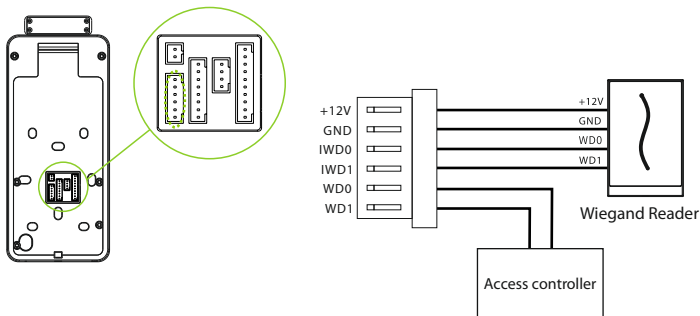 +12V
GND
IWD0
IWD1
WD0
WD1
+12V
GND
WD0
WD1
Wiegand Reader
Access controller